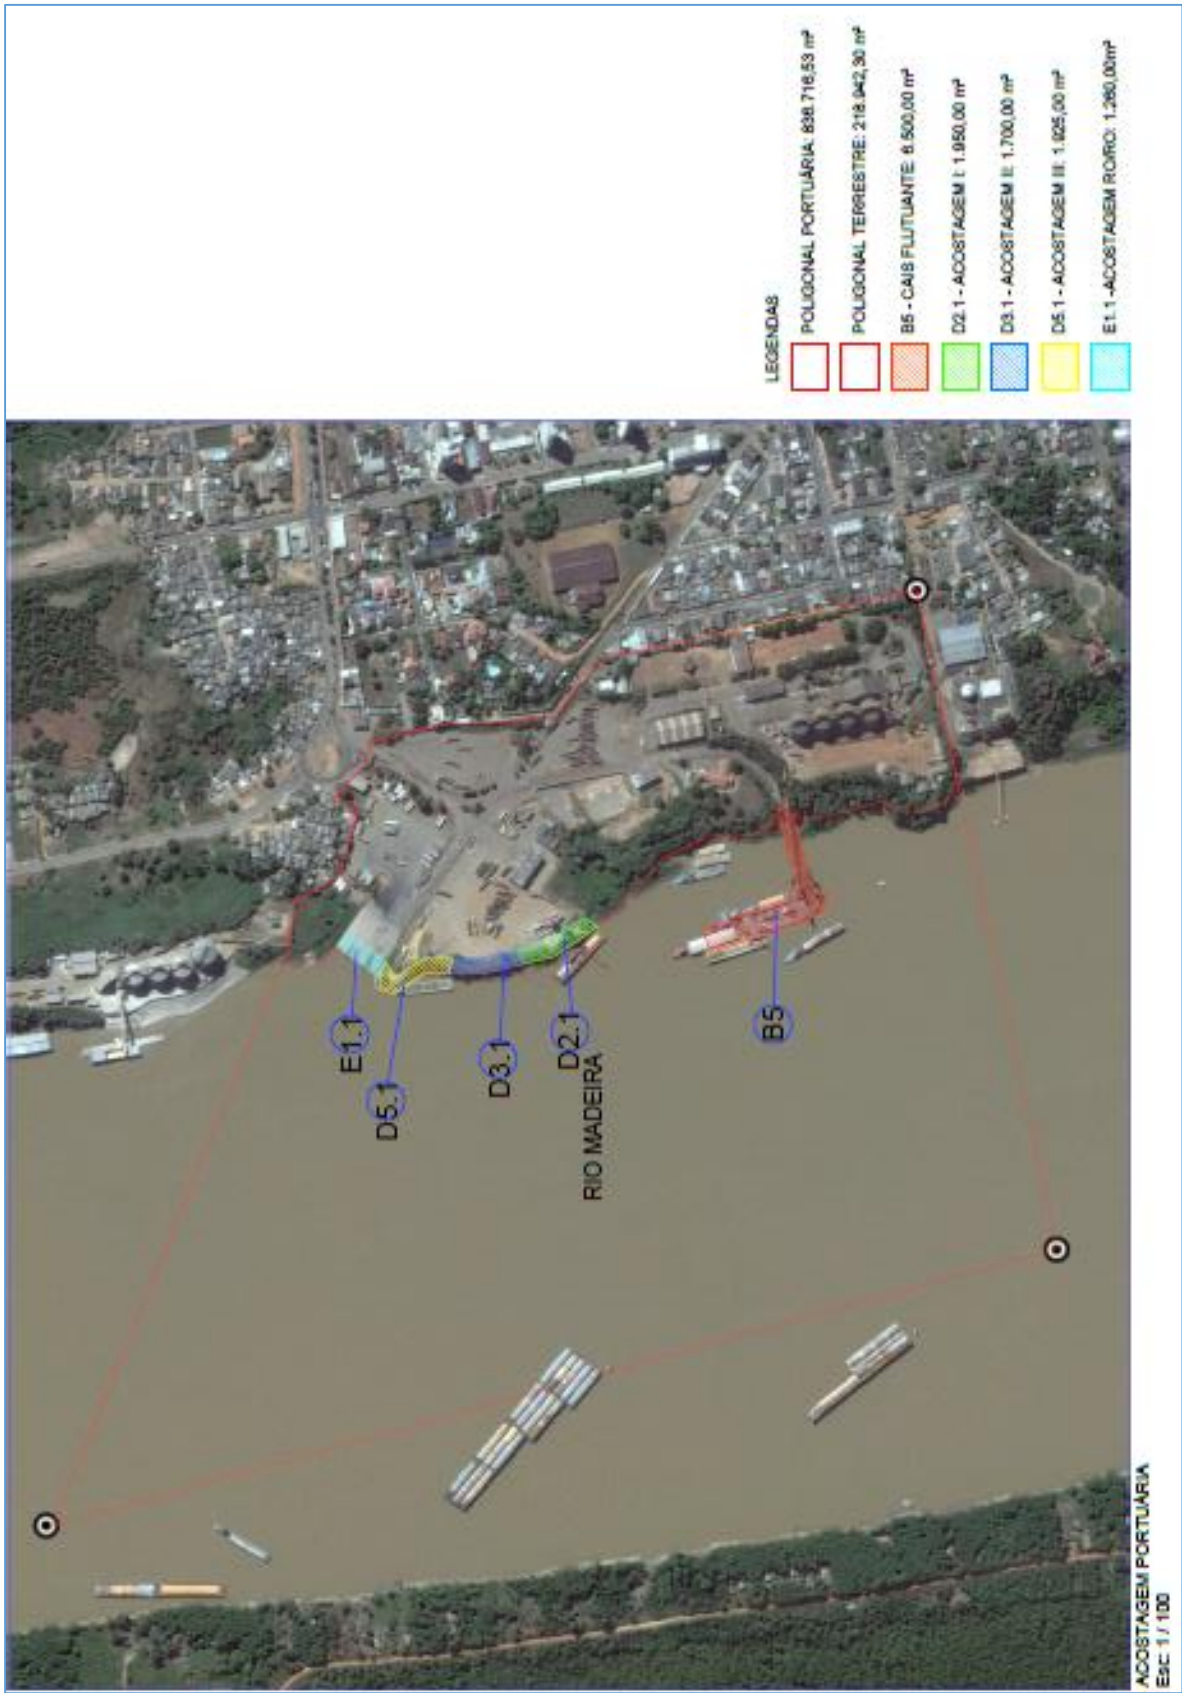 LEGENDAS
POLIGONAL PORTUÁRIA: 836.716,53 m²
POLIGONAL TERRESTRE: 218.942,30 m²
B5 - CAIS FLUTUANTE: 6.500,00 m²
D2.1 - ACOSTAGEM I: 1.950,00 m²
D3.1 - ACOSTAGEM II: 1.700,00 m²
D5.1 - ACOSTAGEM III: 1.925,00 m²
E1.1 -ACOSTAGEM RO/RO: 1.260,00m²
E1.1
D5.1
D3.1
D2.1
RIO MADEIRA
B5
ACOSTAGEM PORTUÁRIA
Esc: 1 / 100